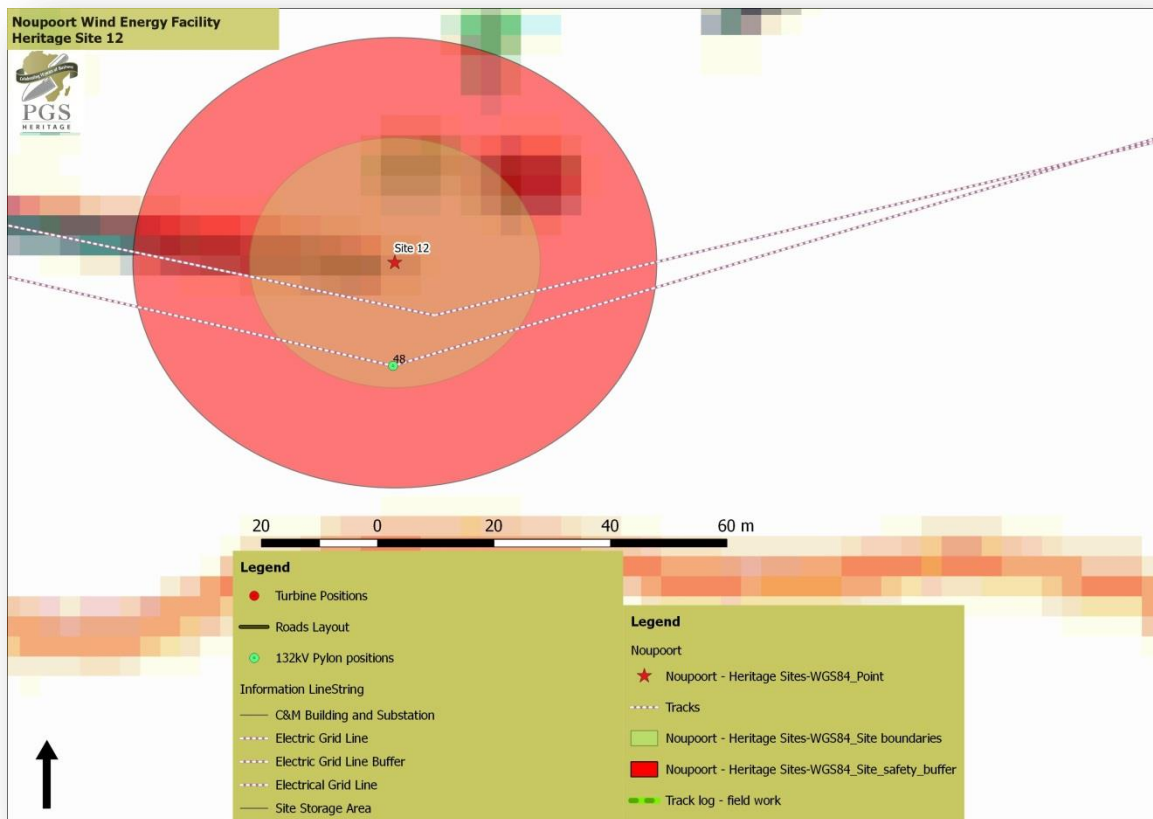 Noupoort Wind Energy Facility
Heritage Site 12
PGS
HERITAGE
Site 12
48
20 0 20 40 60 m
Legend
Turbine Positions
Roads Layout
132kV Pylon positions
Information LineString
C&M Building and Substation
Electric Grid Line
Electric Grid Line Buffer
Electrical Grid Line
Site Storage Area
Legend
Noupoort
Noupoort - Heritage Sites-WGS84_Point
Tracks
Noupoort - Heritage Sites-WGS84_Site boundaries
Noupoort - Heritage Sites-WGS84_Site_safety_buffer
Track log - field work